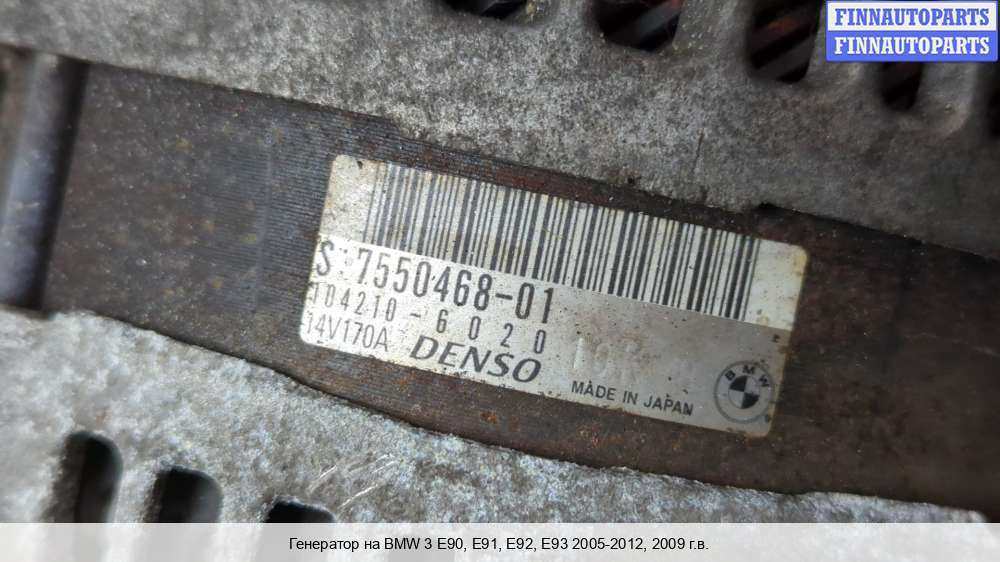 FINNAUTOPARTS
FINNAUTOPARTS
S 7550468-01
104210-6020
14V170A DENSO
MADE IN JAPAN
BMW
Генератор на BMW 3 E90, E91, E92, E93 2005-2012, 2009 г.в.